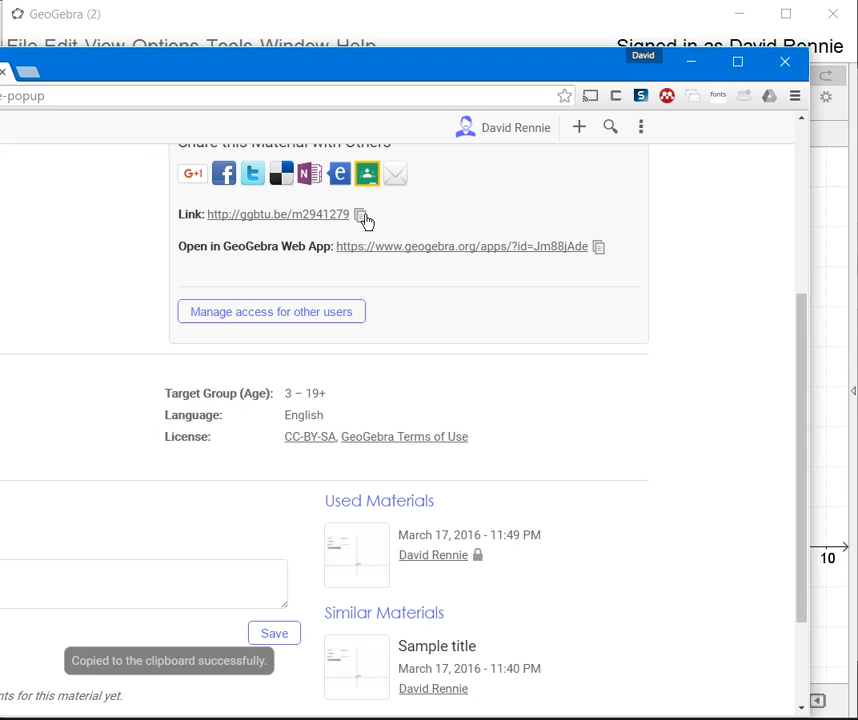 GeoGebra (2)
File Edit View Options Tools Window Help
Signed in as David Rennie
David
e-popup
fonts
David Rennie
Share this Material with Others
G+1
Link: http://ggbtu.be/m2941279
Open in GeoGebra Web App: https://www.geogebra.org/apps/?id=Jm88jAde
Manage access for other users
Target Group (Age): 3 – 19+
Language: English
License: CC-BY-SA, GeoGebra Terms of Use
Used Materials
March 17, 2016 - 11:49 PM
David Rennie
10
Similar Materials
Save
Sample title
Copied to the clipboard successfully.
March 17, 2016 - 11:40 PM
David Rennie
nts for this material yet.